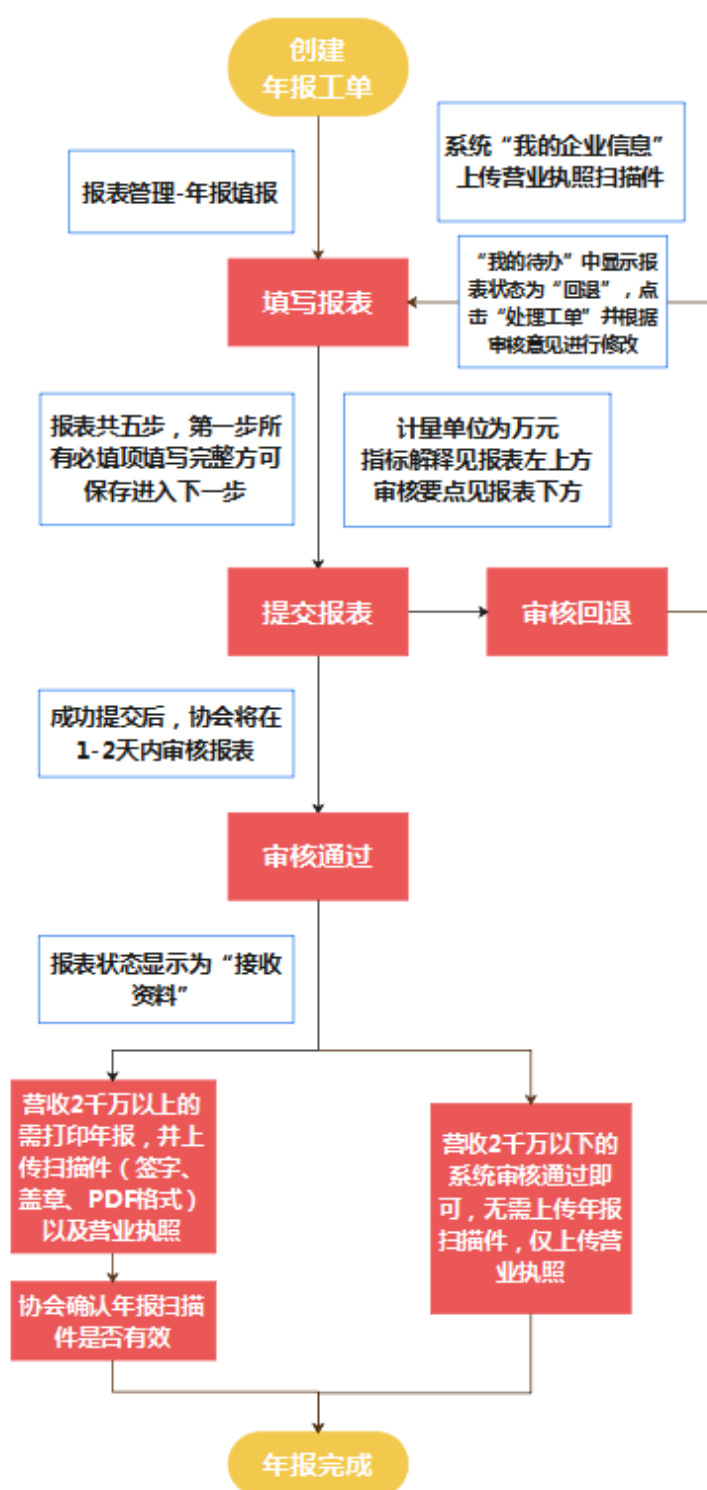 创建
年报工单
系统“我的企业信息”
上传营业执照扫描件
报表管理-年报填报
“我的待办”中显示报
表状态为“回退”，点
击“处理工单”并根据
审核意见进行修改
填写报表
报表共五步，第一步所
有必填项填写完整方可
保存进入下一步
计量单位为万元
指标解释见报表左上方
审核要点见报表下方
提交报表
审核回退
成功提交后，协会将在
1-2天内审核报表
审核通过
报表状态显示为“接收
资料”
营收2千万以上的
需打印年报，并上
传扫描件（签字、
盖章、PDF格式）
以及营业执照
营收2千万以下的
系统审核通过即
可，无需上传年报
扫描件，仅上传营
业执照
协会确认年报扫描
件是否有效
年报完成